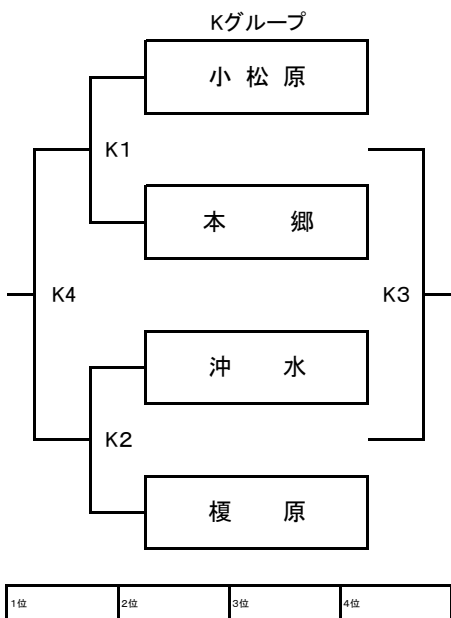 Kグループ
小 松 原
K1
本 郷
K4
K3
沖 水
K2
榎 原
1位 2位 3位 4位